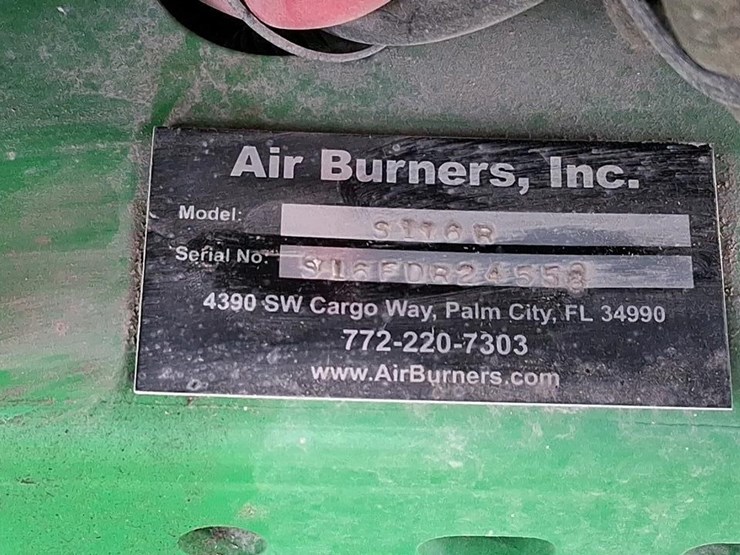 Air Burners, Inc.
Model: S116R
Serial No:
4390 SW Cargo Way, Palm City, FL 34990
772-220-7303
www.AirBurners.com